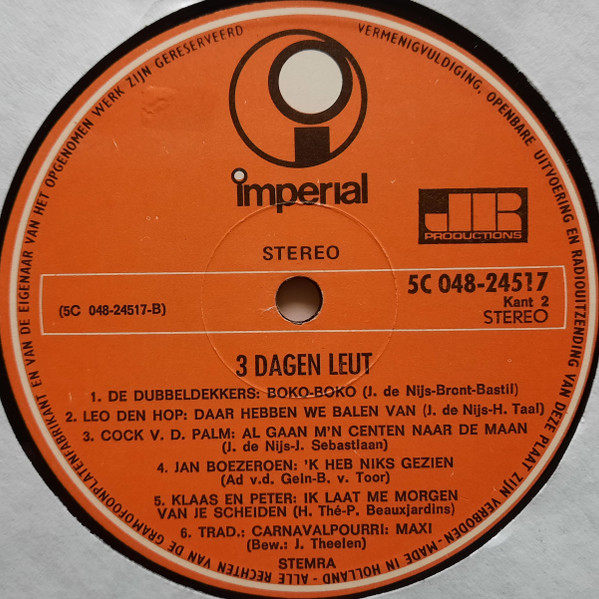 ALLE RECHTEN VAN DE GRAMOFOONPLATENFABRIKANT EN VAN DE EIGENAAR VAN HET OPGENOMEN WERK ZIJN GERESERVEERD
VERMENIGVULDIGING, OPENBARE UITVOERING EN RADIOUITZENDING VAN DEZE PLAAT ZIJN VERBODEN - MADE IN HOLLAND -
imperial
JR
PRODUCTIONS
STEREO
5C 048-24517
Kant 2
STEREO
(5C 048-24517-B)
3 DAGEN LEUT
1. DE DUBBELDEKKERS: BOKO-BOKO (J. de Nijs-Bront-Bastil)
2. LEO DEN HOP: DAAR HEBBEN WE BALEN VAN (J. de Nijs-H. Taal)
3. COCK V. D. PALM: AL GAAN M'N CENTEN NAAR DE MAAN
(J. de Nijs-J. Sebastlaan)
4. JAN BOEZEROEN: 'K HEB NIKS GEZIEN
(Ad v.d. Gein-B. v. Toor)
5. KLAAS EN PETER: IK LAAT ME MORGEN
VAN JE SCHEIDEN (H. Thé-P. Beauxjardins)
6. TRAD.: CARNAVALPOURRI: MAXI
(Bew.: J. Theelen)
STEMRA